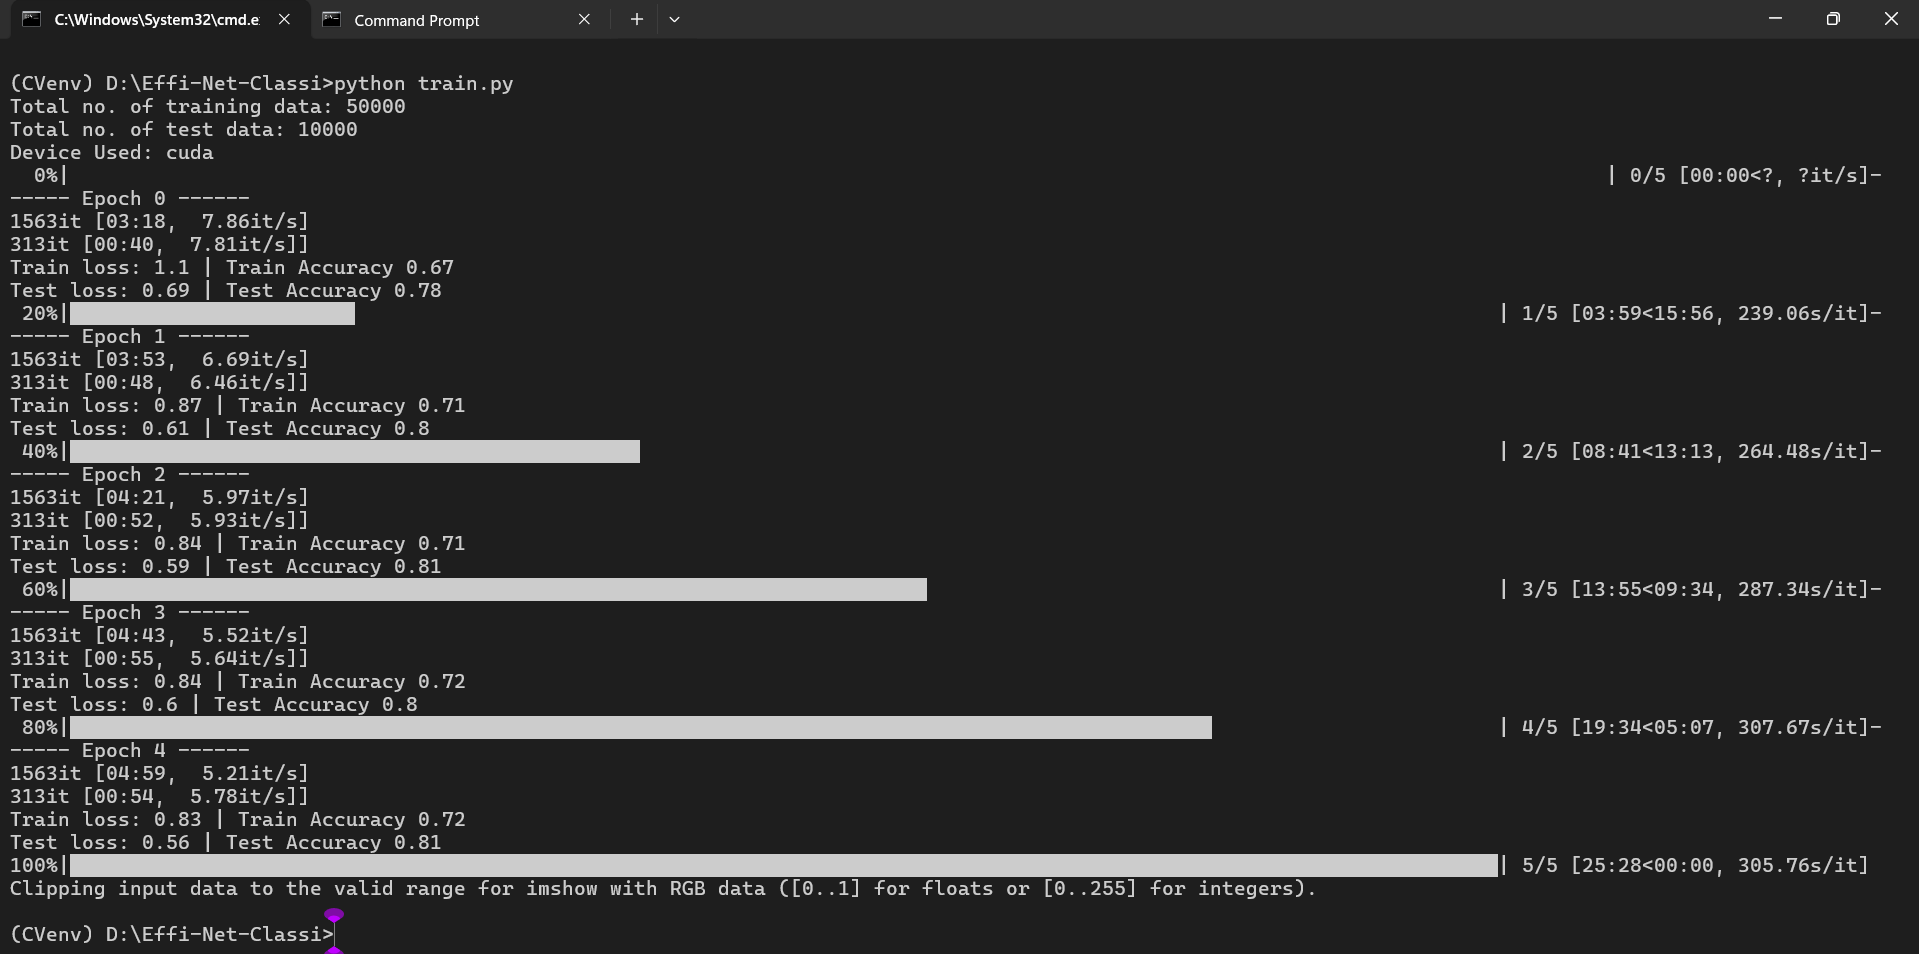 C:\Windows\System32\cmd.e
Command Prompt
(CVenv) D:\Effi-Net-Classi>python train.py
Total no. of training data: 50000
Total no. of test data: 10000
Device Used: cuda
  0%| | 0/5 [00:00<?, ?it/s]-
----- Epoch 0 ------
1563it [03:18,  7.86it/s]
313it [00:40,  7.81it/s]]
Train loss: 1.1 | Train Accuracy 0.67
Test loss: 0.69 | Test Accuracy 0.78
 20%| | 1/5 [03:59<15:56, 239.06s/it]-
----- Epoch 1 ------
1563it [03:53,  6.69it/s]
313it [00:48,  6.46it/s]]
Train loss: 0.87 | Train Accuracy 0.71
Test loss: 0.61 | Test Accuracy 0.8
 40%| | 2/5 [08:41<13:13, 264.48s/it]-
----- Epoch 2 ------
1563it [04:21,  5.97it/s]
313it [00:52,  5.93it/s]]
Train loss: 0.84 | Train Accuracy 0.71
Test loss: 0.59 | Test Accuracy 0.81
 60%| | 3/5 [13:55<09:34, 287.34s/it]-
----- Epoch 3 ------
1563it [04:43,  5.52it/s]
313it [00:55,  5.64it/s]]
Train loss: 0.84 | Train Accuracy 0.72
Test loss: 0.6 | Test Accuracy 0.8
 80%| | 4/5 [19:34<05:07, 307.67s/it]-
----- Epoch 4 ------
1563it [04:59,  5.21it/s]
313it [00:54,  5.78it/s]]
Train loss: 0.83 | Train Accuracy 0.72
Test loss: 0.56 | Test Accuracy 0.81
100%| | 5/5 [25:28<00:00, 305.76s/it]
Clipping input data to the valid range for imshow with RGB data ([0..1] for floats or [0..255] for integers).
(CVenv) D:\Effi-Net-Classi>